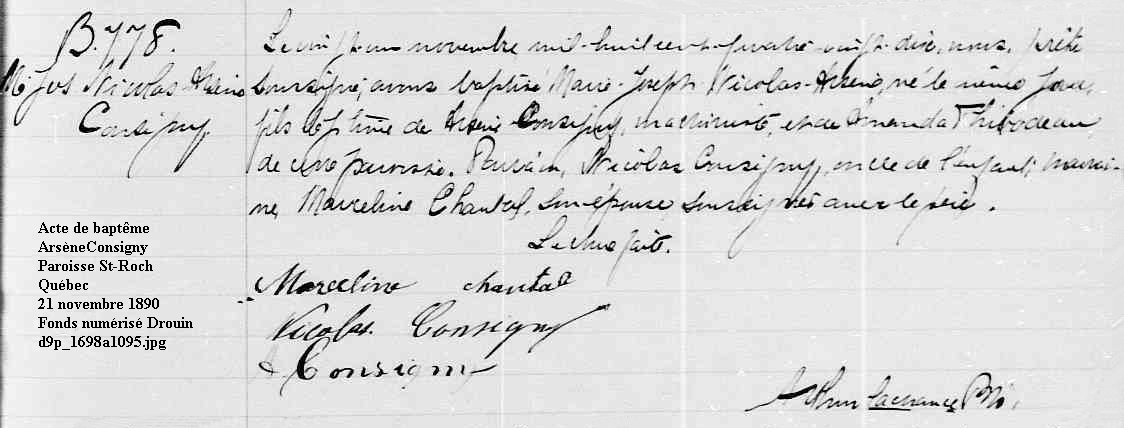 B.778.
M. Jos Nicolas-Arsène
Consigny
Le vingt un novembre mil-huit cent-quatre-vingt-dix, nous, prêtre
soussigné, avons baptisé Marie-Joseph-Nicolas-Arsène, né le même jour,
fils légitime de Arsène Consigny, machiniste, et de Amanda Thibodeau
de cette paroisse. Parrain, Nicolas Consigny, oncle de l'enfant, marrai-
ne, Marceline Chantal, son épouse, soussignés avec le père.
Lecture faite.
Marceline chantal
Nicolas Consigny
A Consigny
Arthur Lachance Ptre.
Acte de baptême
ArsèneConsigny
Paroisse St-Roch
Québec
21 novembre 1890
Fonds numérisé Drouin
d9p_1698a1095.jpg